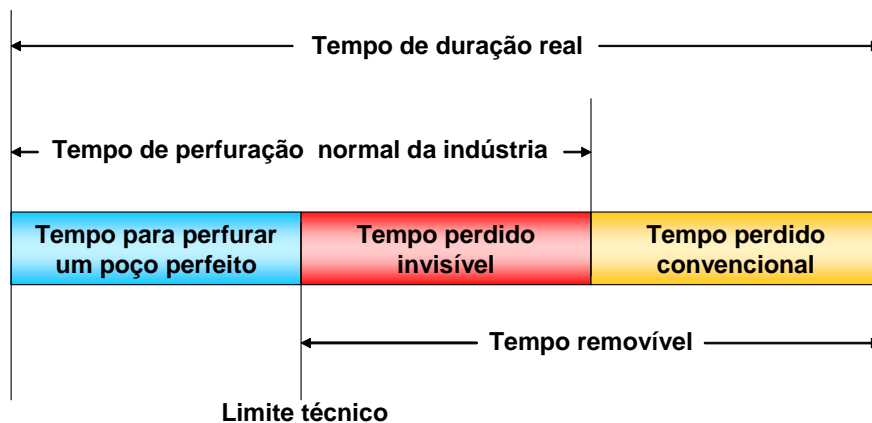 Tempo de duração real
Tempo de perfuração normal da indústria
Tempo para perfurar
um poço perfeito
Tempo perdido
invisível
Tempo perdido
convencional
Tempo removível
Limite técnico